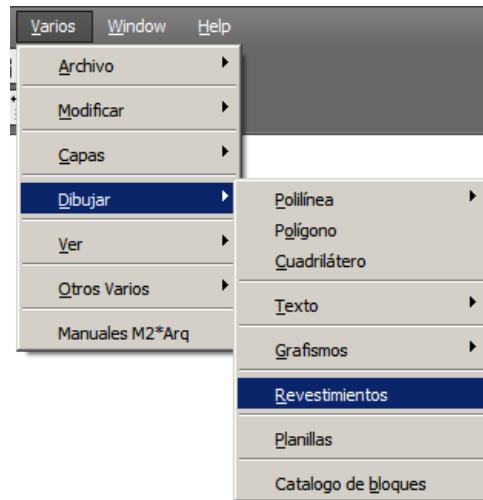 Varios Window Help
Archivo
Modificar
Capas
Dibujar
Ver
Otros Varios
Manuales M2*Arq
Polilínea
Polígono
Cuadrilátero
Texto
Grafismos
Revestimientos
Planillas
Catalogo de bloques